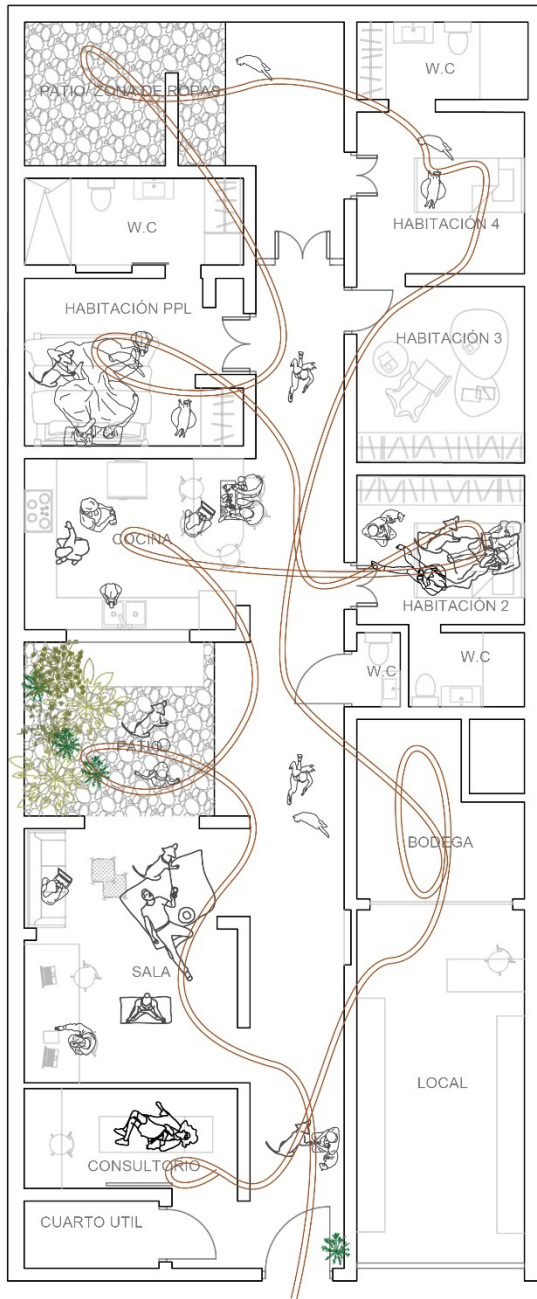 W.C
PATIO/ ZONA DE ROPAS
W.C
HABITACIÓN 4
HABITACIÓN PPL
HABITACIÓN 3
COCINA
HABITACIÓN 2
W.C
W.C
PATIO
BODEGA
SALA
LOCAL
CONSULTORIO
CUARTO UTIL